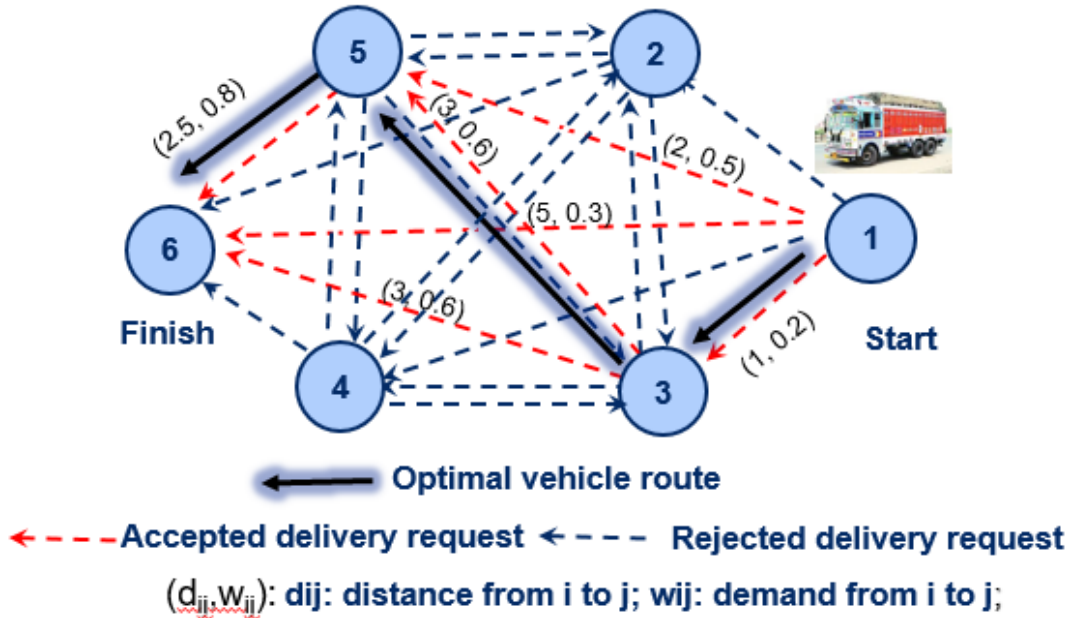 5
2
(2.5, 0.8)
(3, 0.6)
(2, 0.5)
(5, 0.3)
1
6
(3, 0.6)
Finish
(1, 0.2)
Start
4
3
Optimal vehicle route
Accepted delivery request
Rejected delivery request
(dij,wij): dij: distance from i to j; wij: demand from i to j;